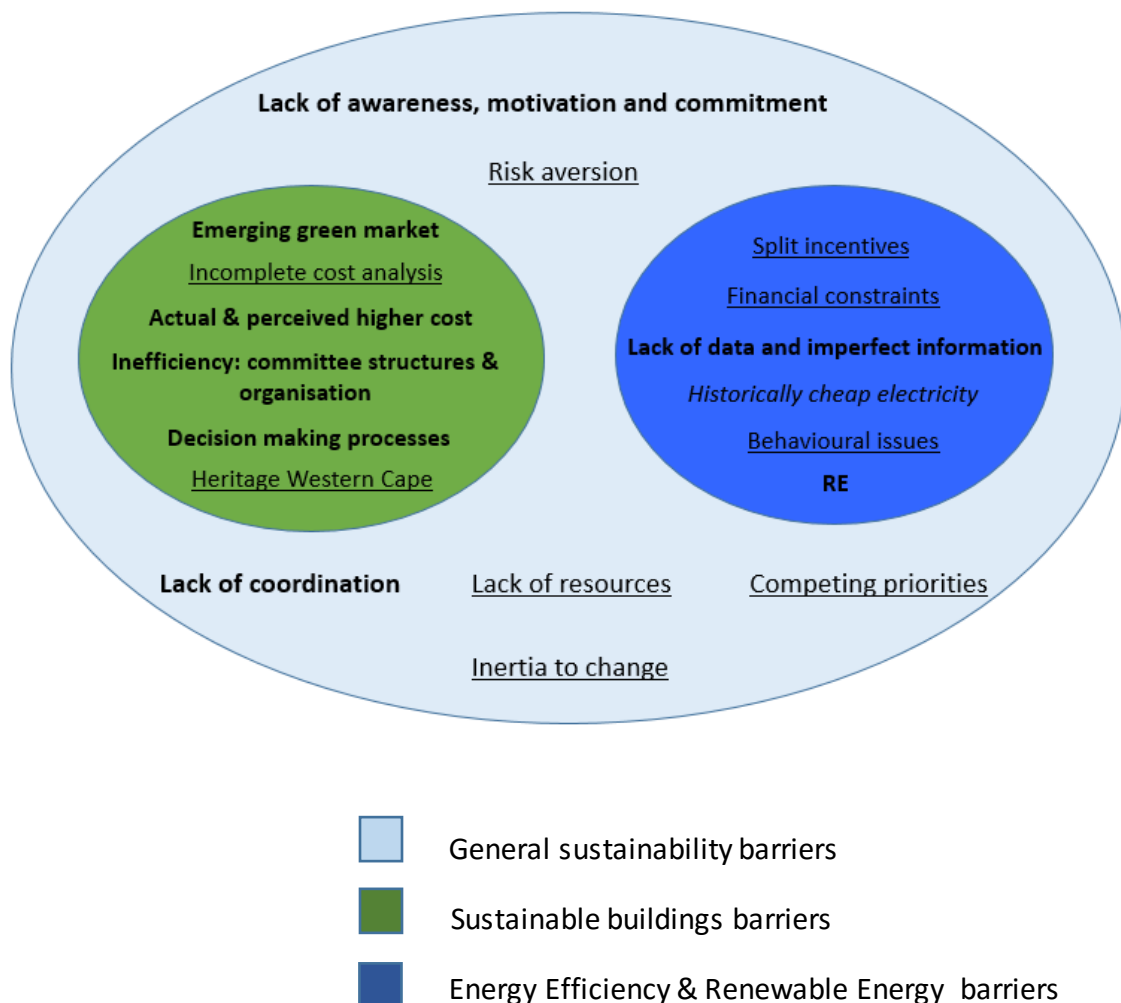 Lack of awareness, motivation and commitment
Risk aversion
Emerging green market
Incomplete cost analysis
Actual & perceived higher cost
Inefficiency: committee structures &
organisation
Decision making processes
Heritage Western Cape
Split incentives
Financial constraints
Lack of data and imperfect information
Historically cheap electricity
Behavioural issues
RE
Lack of coordination
Lack of resources
Competing priorities
Inertia to change
General sustainability barriers
Sustainable buildings barriers
Energy Efficiency & Renewable Energy barriers